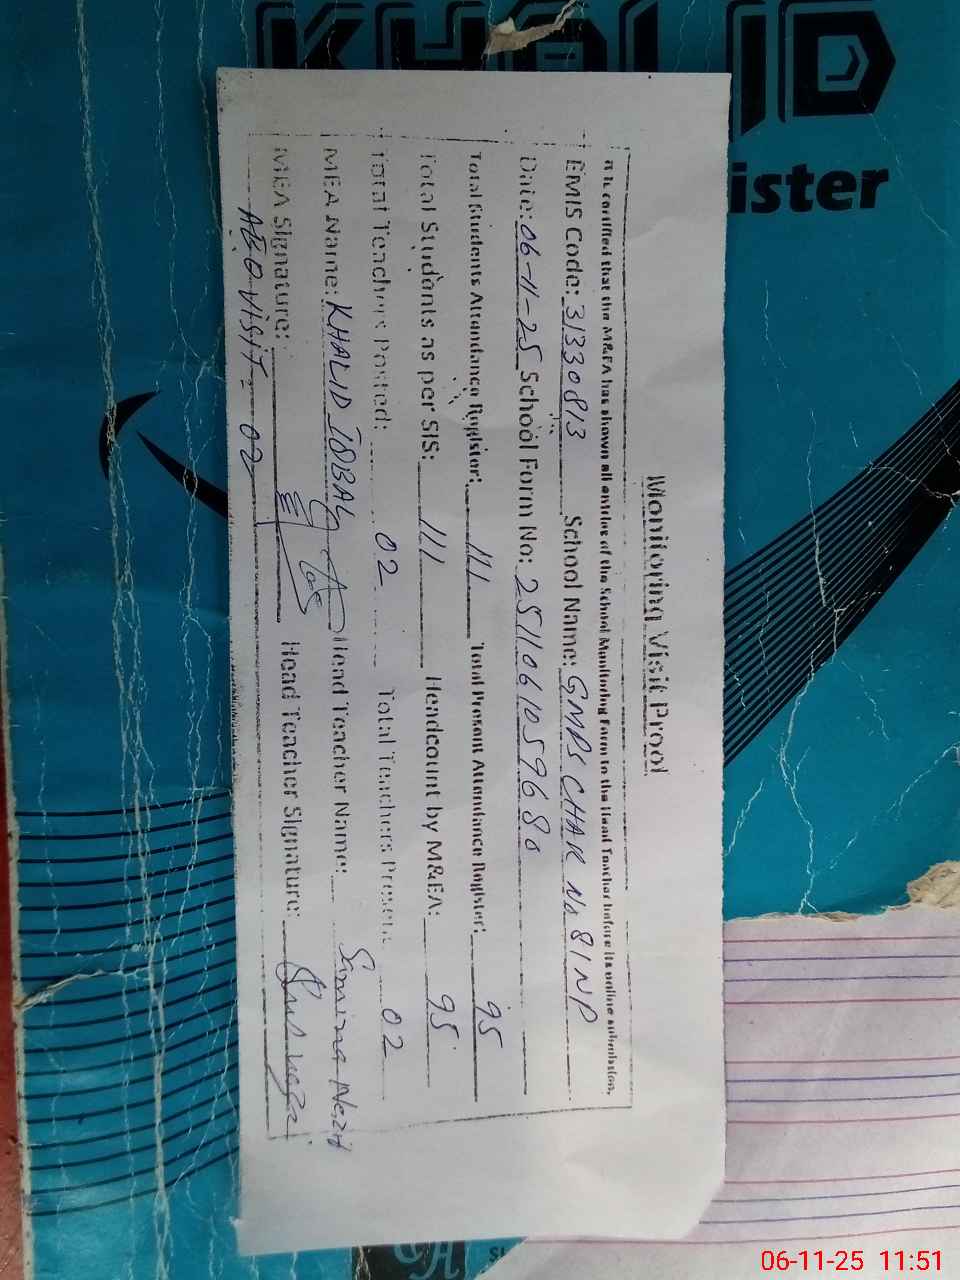 KHALID
ister
Monitoring Visit Proof
It is certified that the M&EA has shown all entries of the School Monitoring Form to the Head Teacher before its online submission.
EMIS Code: 31330813 School Name: GMPS CHAK No 81 NP
Date: 06-11-25 School Form No: 251106105968
Total Students Attendance Register: 111 Total Present Attendance Register: 95
Total Students as per SIS: 111 Headcount by M&EA: 95
Total Teachers Posted: 02 Total Teachers Present: 02
MEA Name: KHALID IQBAL Head Teacher Name:
MEA Signature: Head Teacher Signature:
AEO VISIT - 02
06-11-25 11:51